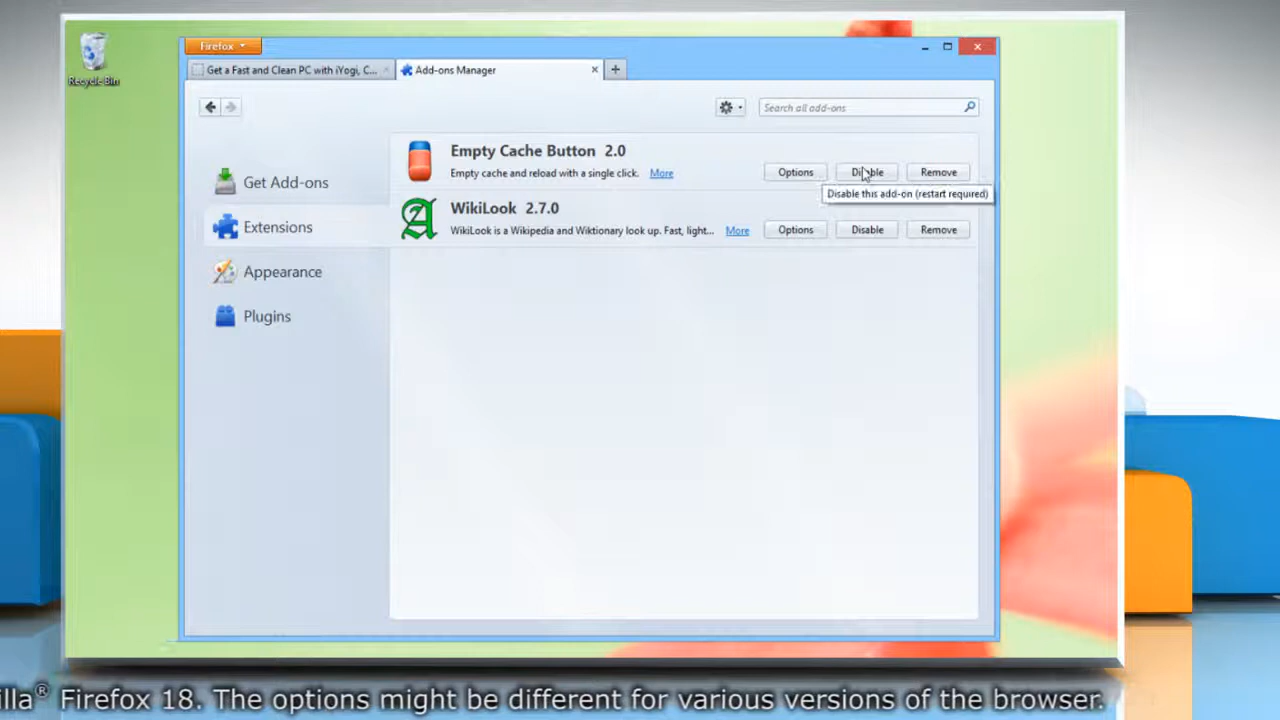 Recycle Bin
Firefox
Get a Fast and Clean PC with iYogi, C...
Add-ons Manager
Search all add-ons
Get Add-ons
Extensions
Appearance
Plugins
Empty Cache Button 2.0
Empty cache and reload with a single click. More
Options Disable Remove
Disable this add-on (restart required)
WikiLook 2.7.0
WikiLook is a Wikipedia and Wiktionary look up. Fast, light... More
Options Disable Remove
illa® Firefox 18. The options might be different for various versions of the browser.